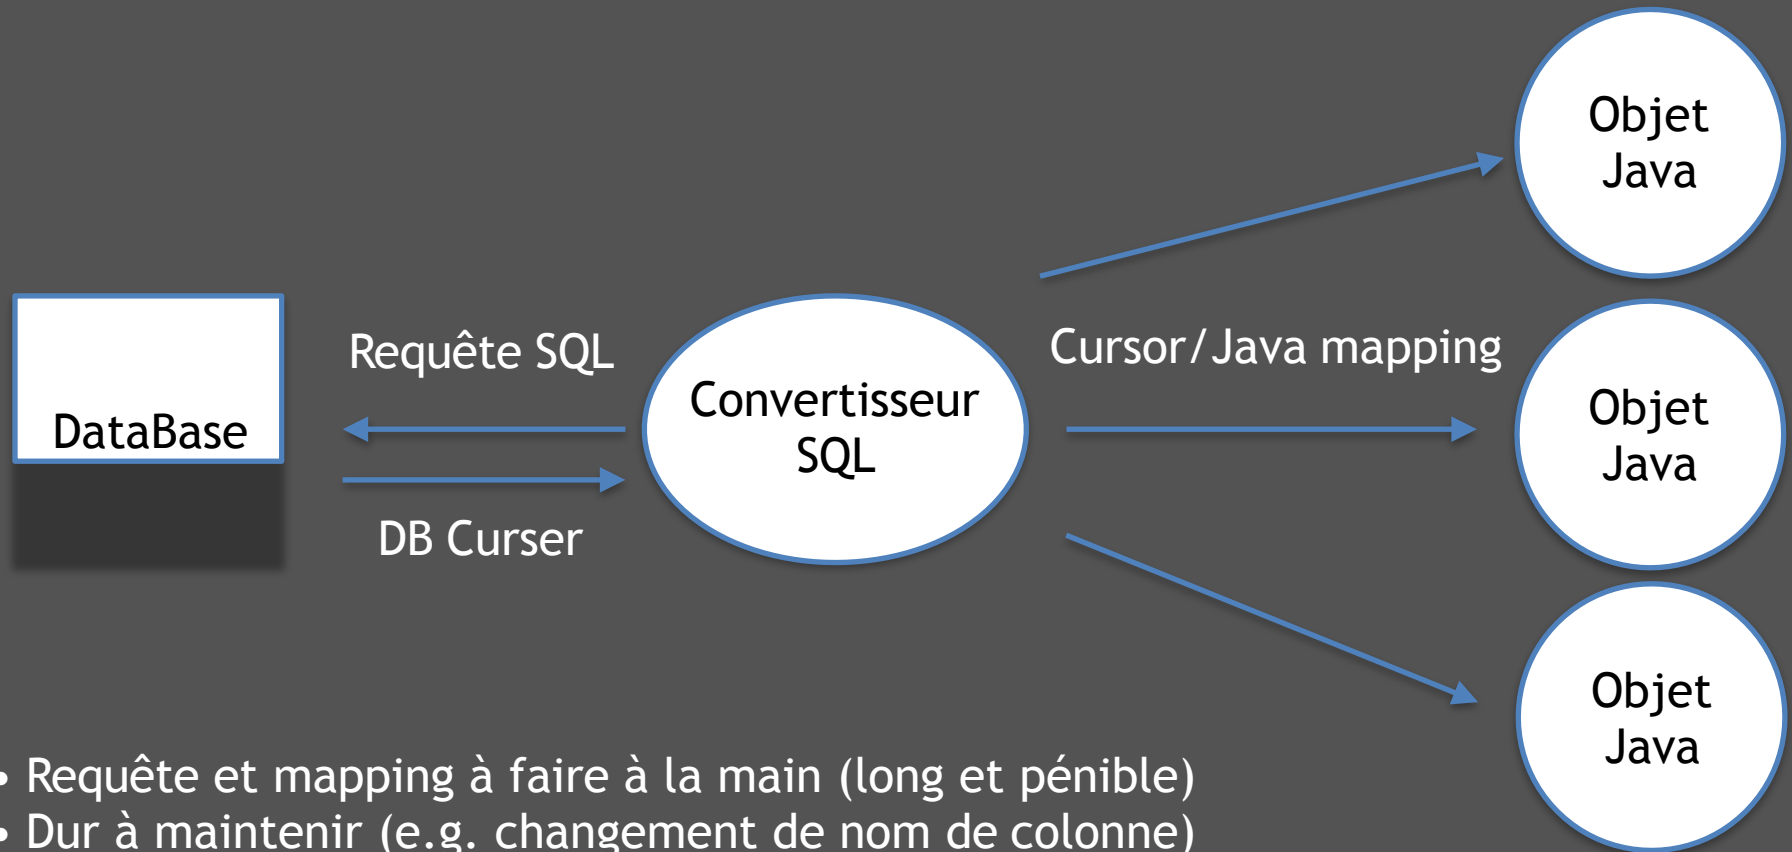 Objet
Java
DataBase
Requête SQL
DB Curser
Convertisseur
SQL
Cursor/Java mapping
Objet
Java
Objet
Java
• Requête et mapping à faire à la main (long et pénible)
• Dur à maintenir (e.g. changement de nom de colonne)